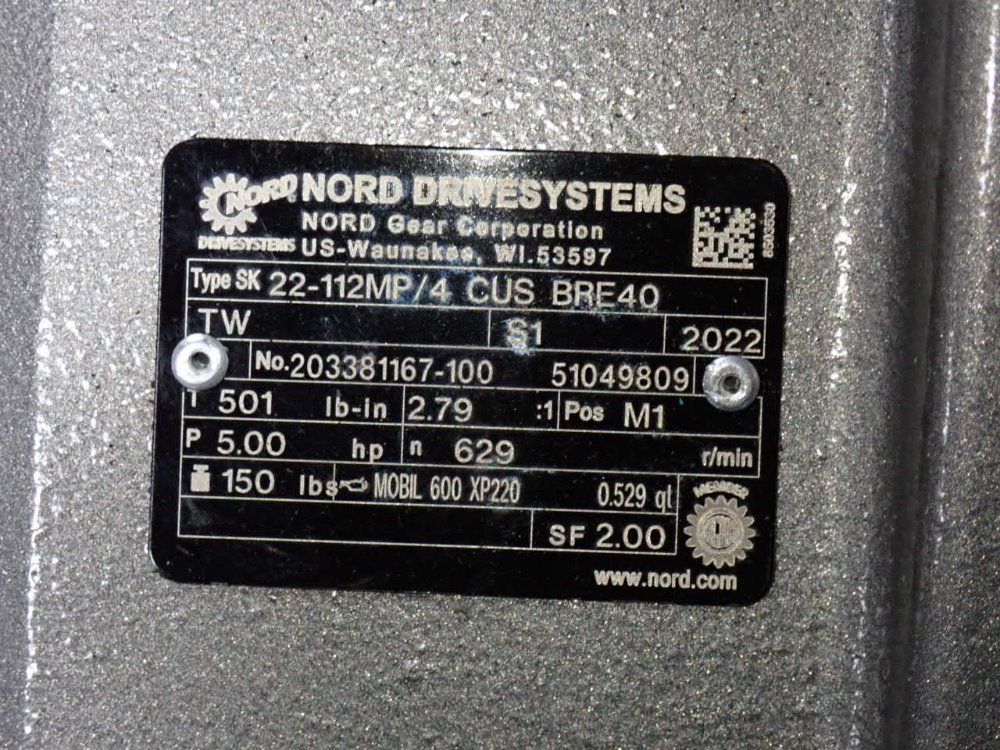 NORD NORD DRIVESYSTEMS
NORD Gear Corporation
DRIVESYSTEMS US-Waunakee, WI.53597
Type SK 22-112MP/4 CUS BRE40
TW S1 2022
No.203381167-100 51049809
T 501 lb-in 2.79 :1 Pos M1
P 5.00 hp n 629 r/min
150 lbs MOBIL 600 XP220 0.529 qt
SF 2.00
www.nord.com